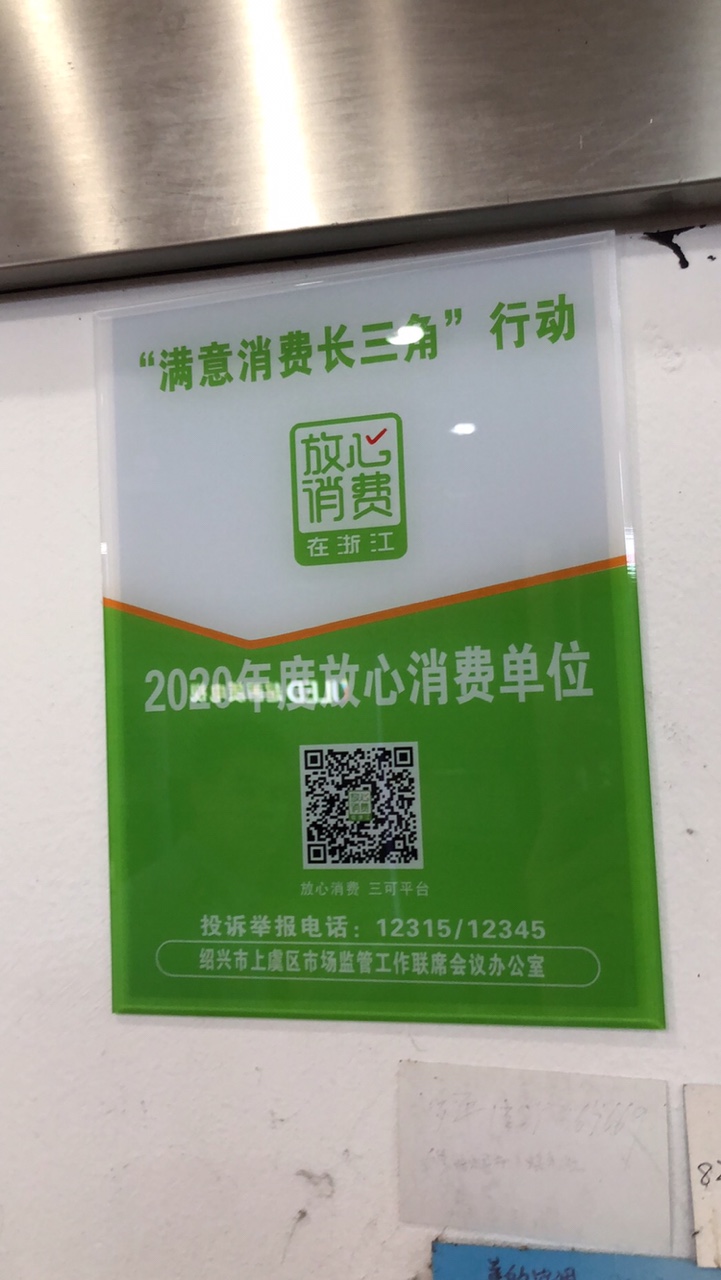 “满意消费长三角”行动
放心
消费
在浙江
2020年度放心消费单位
放心
消费
放心消费 三可平台
投诉举报电话：12315/12345
绍兴市上虞区市场监管工作联席会议办公室